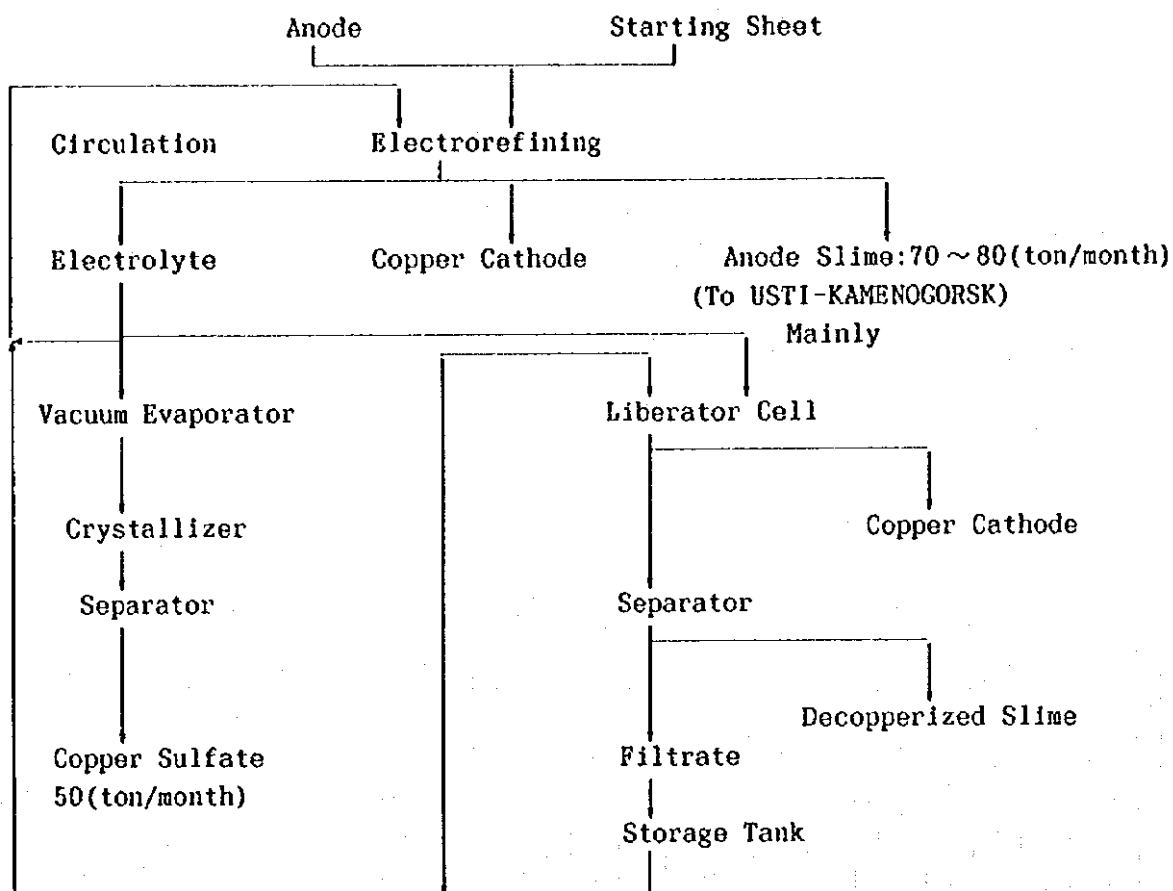 Anode Starting Sheet
Circulation Electrorefining
Electrolyte Copper Cathode Anode Slime:70～80(ton/month)
(To USTI-KAMENOGORSK)
Mainly
Vacuum Evaporator Liberator Cell
Crystallizer Copper Cathode
Separator Separator
Decopperized Slime
Copper Sulfate Filtrate
50(ton/month)
Storage Tank